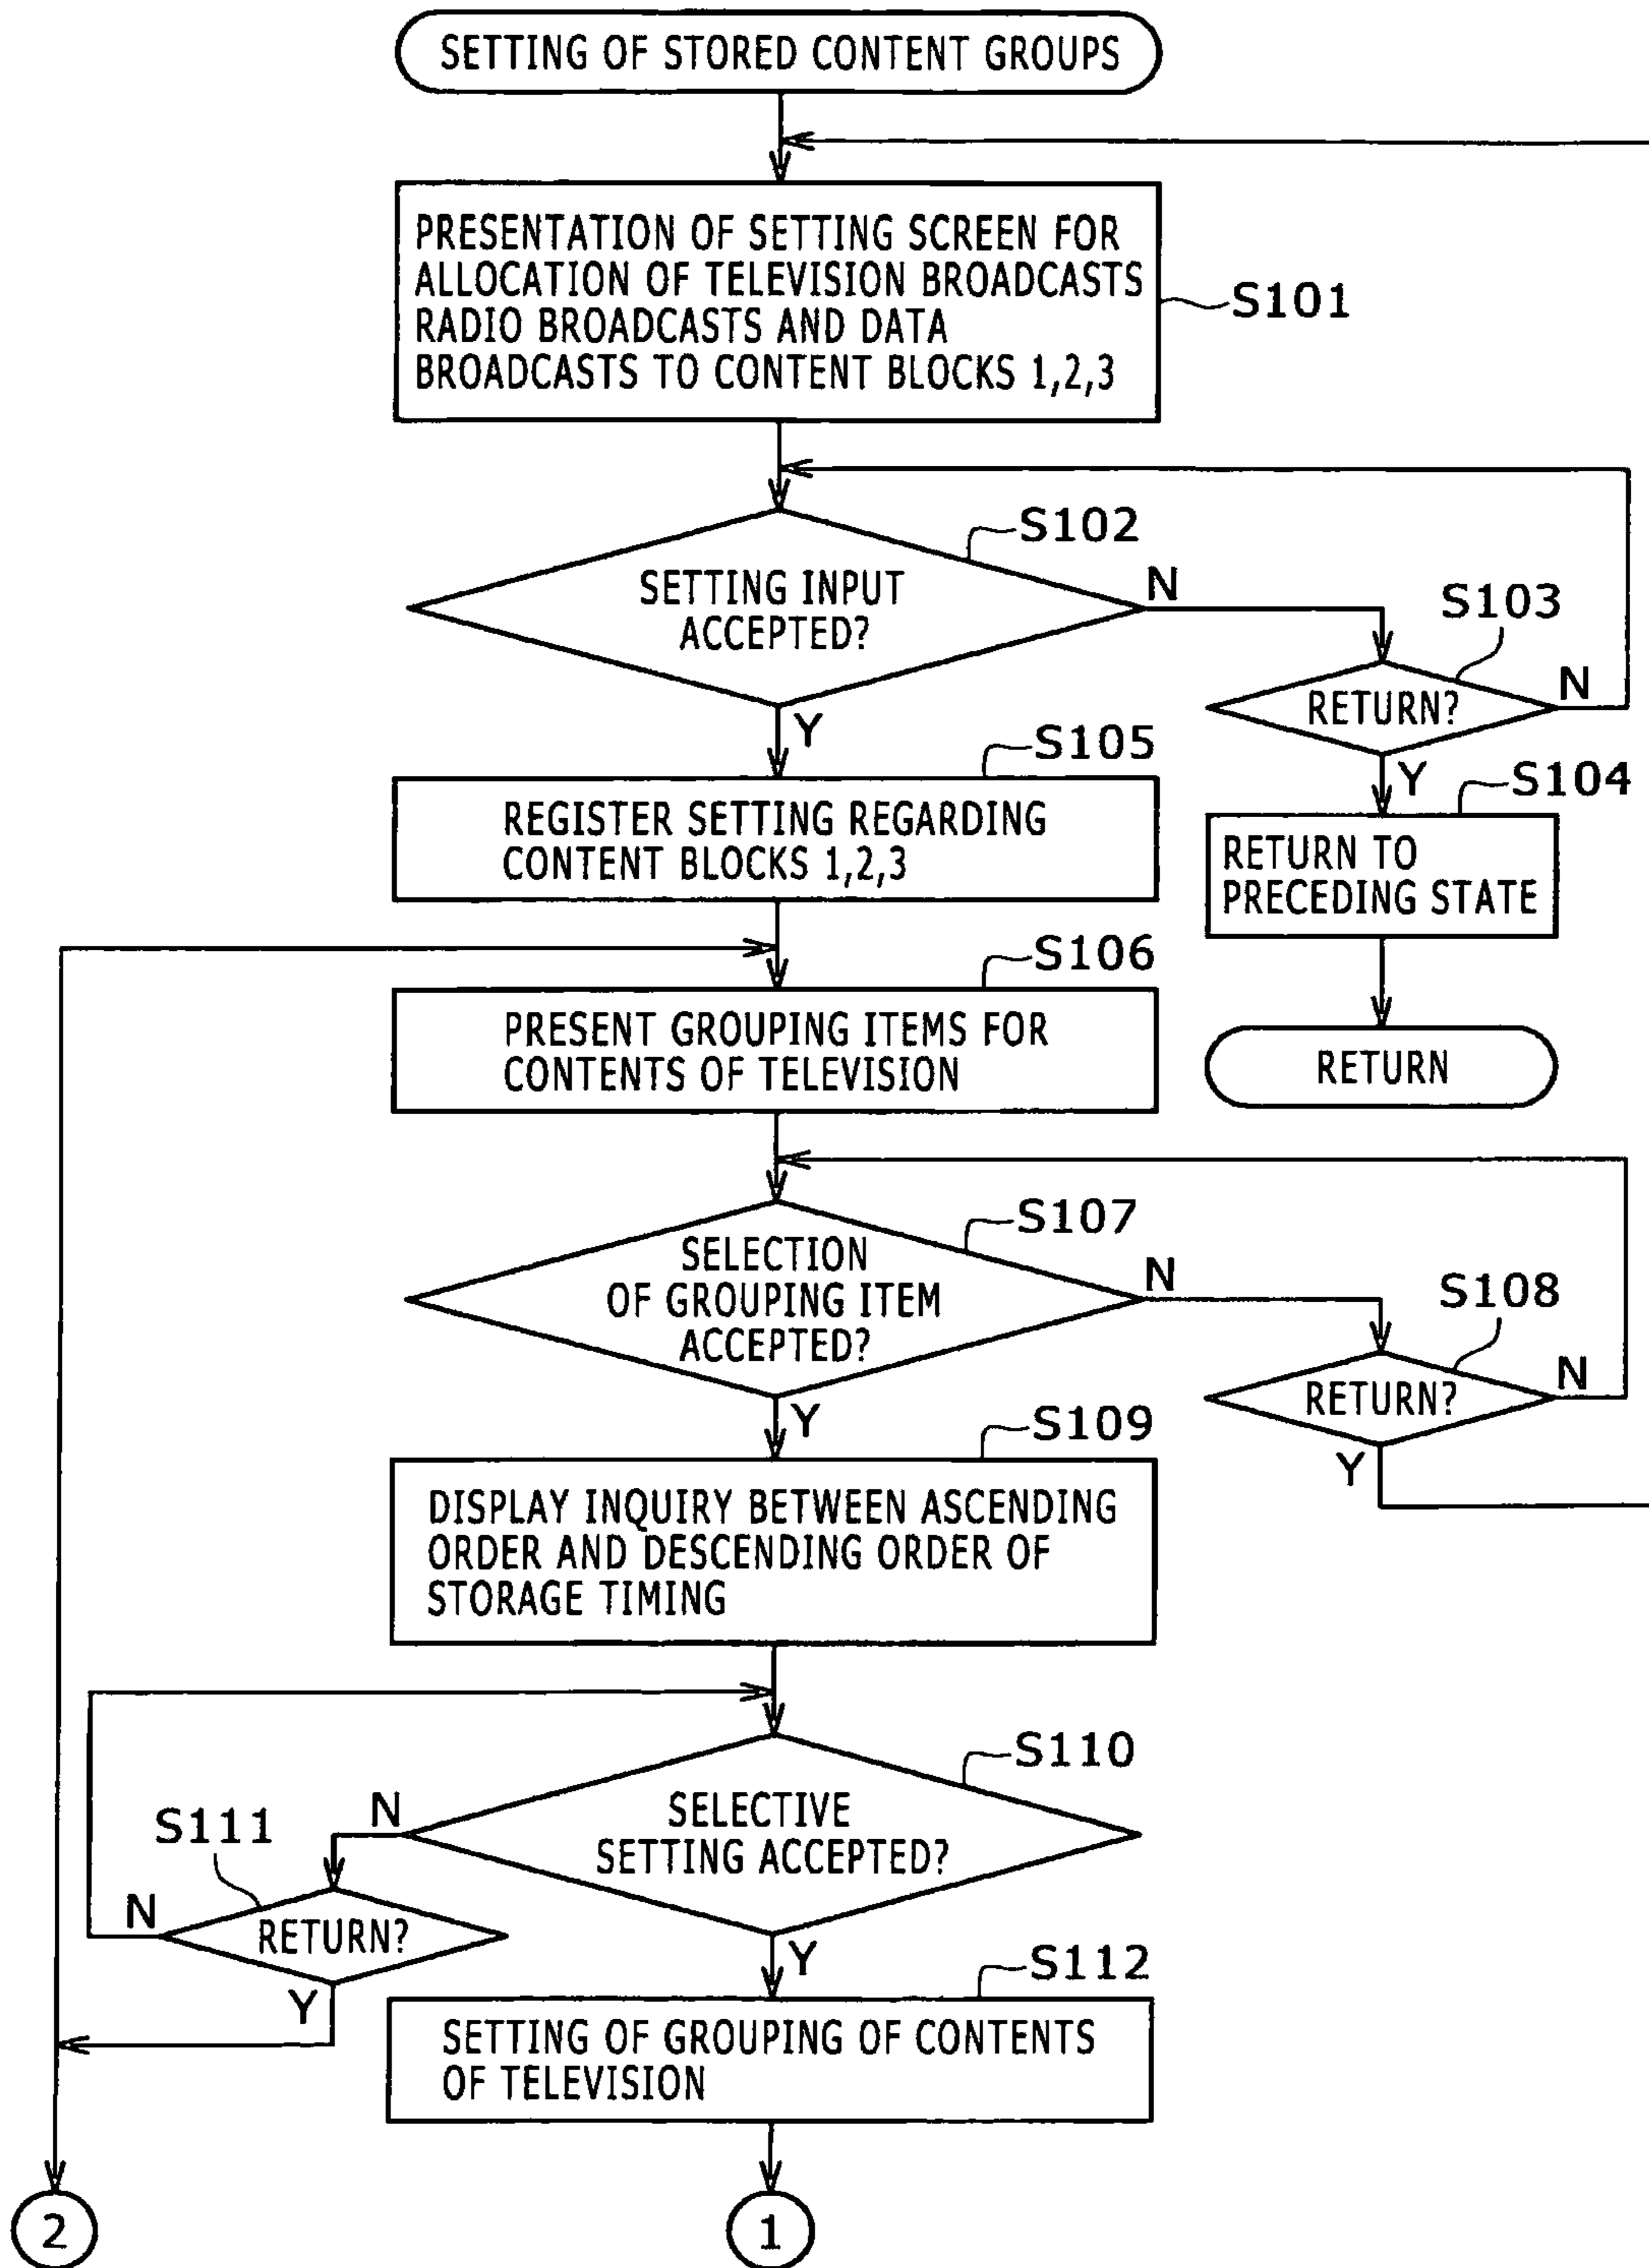 SETTING OF STORED CONTENT GROUPS
PRESENTATION OF SETTING SCREEN FOR
ALLOCATION OF TELEVISION BROADCASTS
RADIO BROADCASTS AND DATA
BROADCASTS TO CONTENT BLOCKS 1,2,3
S101
S102
SETTING INPUT
ACCEPTED?
N
S103
RETURN?
N
Y
Y
S104
RETURN TO
PRECEDING STATE
RETURN
S105
REGISTER SETTING REGARDING
CONTENT BLOCKS 1,2,3
S106
PRESENT GROUPING ITEMS FOR
CONTENTS OF TELEVISION
S107
SELECTION
OF GROUPING ITEM
ACCEPTED?
N
S108
RETURN?
N
Y
Y
S109
DISPLAY INQUIRY BETWEEN ASCENDING
ORDER AND DESCENDING ORDER OF
STORAGE TIMING
S110
SELECTIVE
SETTING ACCEPTED?
N
S111
RETURN?
N
Y
Y
S112
SETTING OF GROUPING OF CONTENTS
OF TELEVISION
2
1